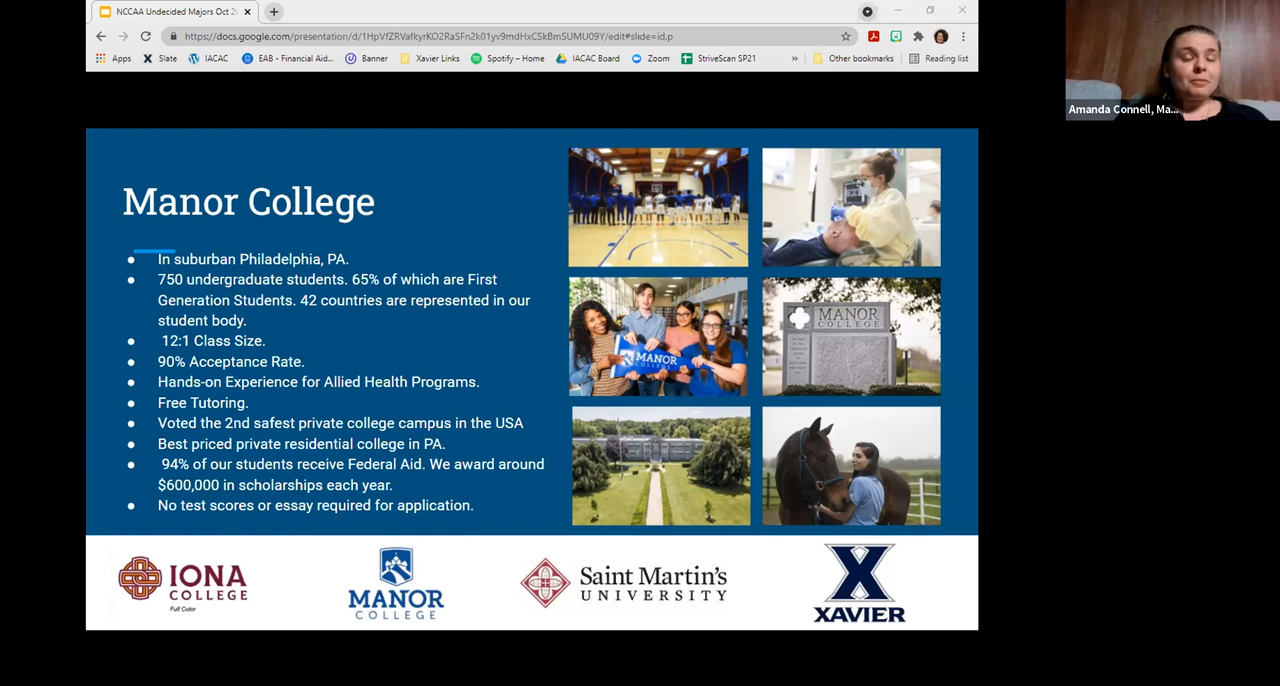 NCCAA Undecided Majors Oct 2
https://docs.google.com/presentation/d/1HpVfZRVafkyrKO2RaSFn2k01yv9mdHxCSkBmSUMU09Y/edit#slide=id.p
Apps Slate IACAC EAB - Financial Aid... Banner Xavier Links Spotify – Home IACAC Board Zoom StriveScan SP21 » Other bookmarks Reading list
Amanda Connell, Ma...
Manor College
● In suburban Philadelphia, PA.
● 750 undergraduate students. 65% of which are First
Generation Students. 42 countries are represented in our
student body.
● 12:1 Class Size.
● 90% Acceptance Rate.
● Hands-on Experience for Allied Health Programs.
● Free Tutoring.
● Voted the 2nd safest private college campus in the USA
● Best priced private residential college in PA.
● 94% of our students receive Federal Aid. We award around
$600,000 in scholarships each year.
● No test scores or essay required for application.
MANOR
COLLEGE
MANOR
COLLEGE
IONA
COLLEGE
Full Color
MANOR
COLLEGE
Saint Martin's
UNIVERSITY
X
XAVIER